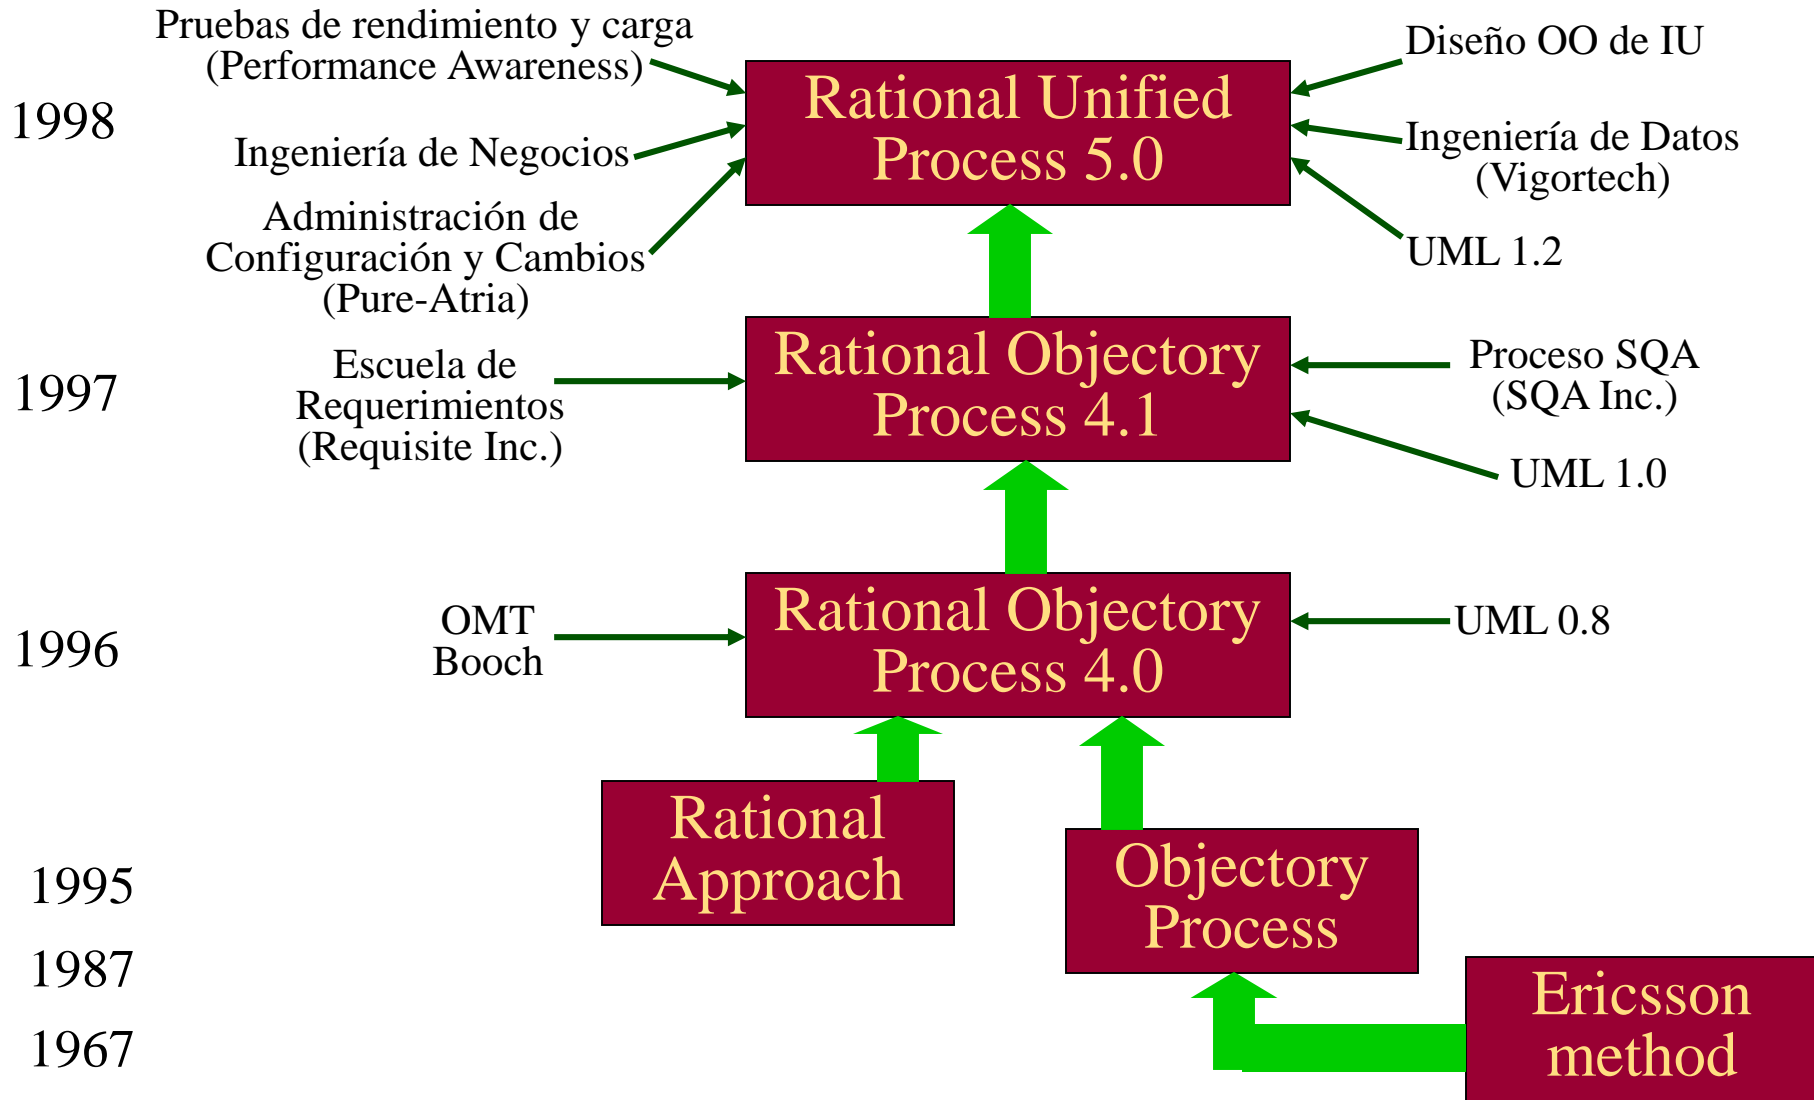 Pruebas de rendimiento y carga
(Performance Awareness)
Diseño OO de IU
1998
Rational Unified
Process 5.0
Ingeniería de Negocios
Ingeniería de Datos
(Vigortech)
Administración de
Configuración y Cambios
(Pure-Atria)
UML 1.2
1997
Escuela de
Requerimientos
(Requisite Inc.)
Rational Objectory
Process 4.1
Proceso SQA
(SQA Inc.)
UML 1.0
1996
OMT
Booch
Rational Objectory
Process 4.0
UML 0.8
Rational
Approach
Objectory
Process
1995
1987
1967
Ericsson
method